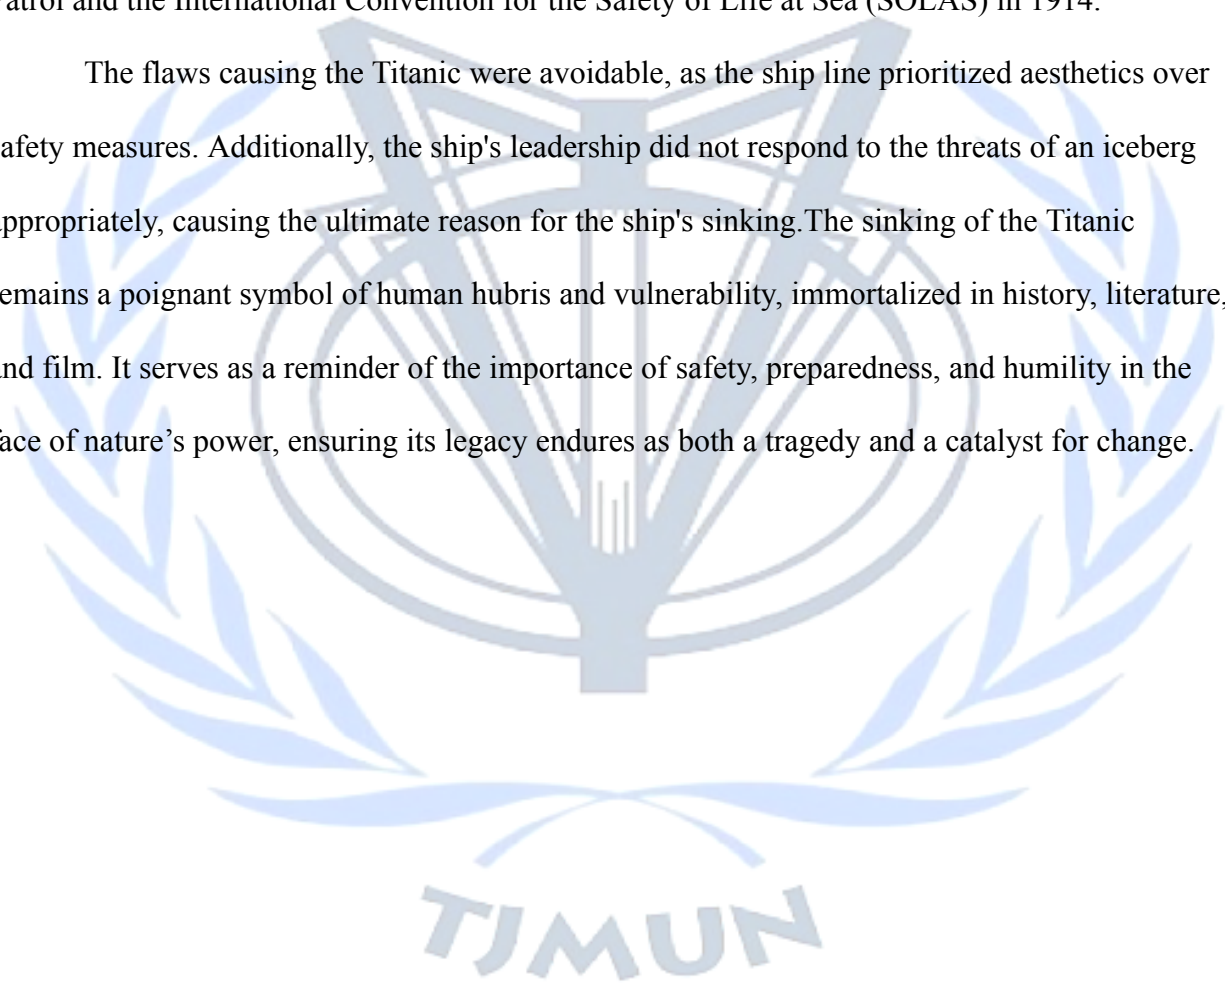 Patrol and the International Convention for the Safety of Life at Sea (SOLAS) in 1914.
The flaws causing the Titanic were avoidable, as the ship line prioritized aesthetics over
afety measures. Additionally, the ship's leadership did not respond to the threats of an iceberg
appropriately, causing the ultimate reason for the ship's sinking.The sinking of the Titanic
remains a poignant symbol of human hubris and vulnerability, immortalized in history, literature,
and film. It serves as a reminder of the importance of safety, preparedness, and humility in the
face of nature’s power, ensuring its legacy endures as both a tragedy and a catalyst for change.
TJMUN